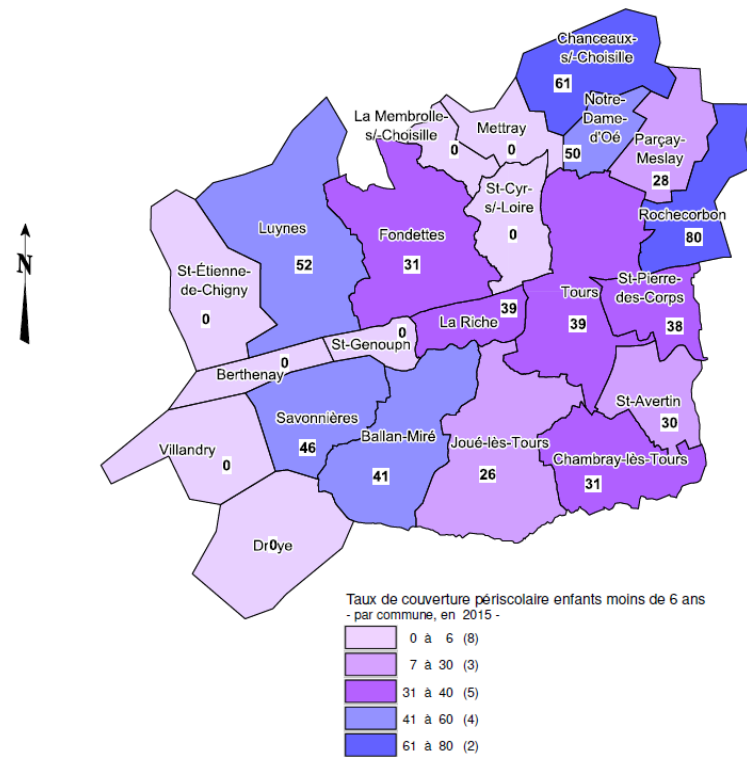 Chanceaux-
s/-Choisille
61
Notre-
Dame-
d'Oé
50
La Membrolle-
s/-Choisille
0
Mettray
0
Parçay-
Meslay
28
St-Cyr-
s/-Loire
0
Rochecorbon
80
Luynes
52
Fondettes
31
N
St-Étienne-
de-Chigny
0
St-Pierre-
des-Corps
38
Tours
39
La Riche
39
St-Genouph
0
Berthenay
0
St-Avertin
30
Savonnières
46
Ballan-Miré
41
Joué-lès-Tours
26
Chambray-lès-Tours
31
Villandry
0
Druye
0
Taux de couverture périscolaire enfants moins de 6 ans
- par commune, en 2015 -
0 à 6 (8)
7 à 30 (3)
31 à 40 (5)
41 à 60 (4)
61 à 80 (2)